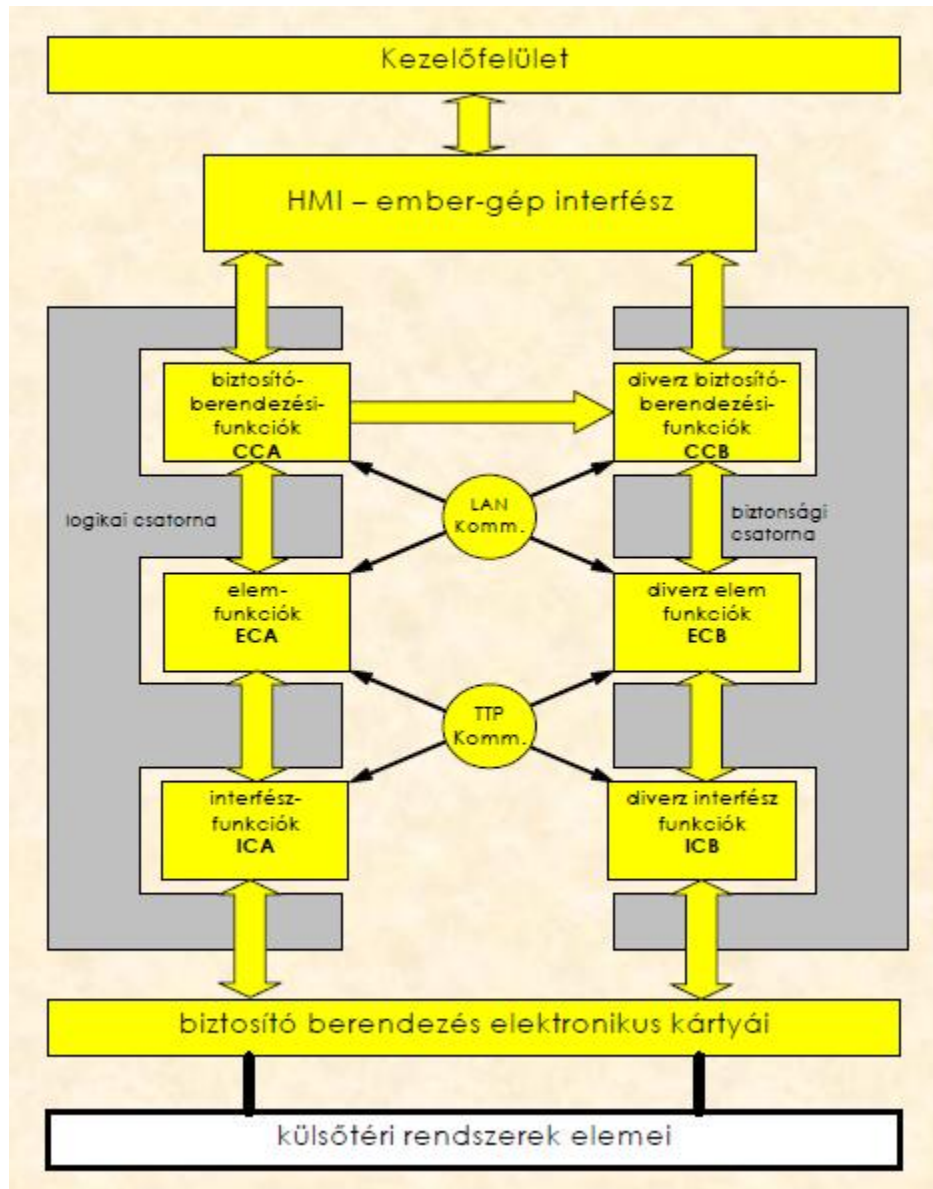 Kezelőfelület
HMI – ember-gép interfész
biztosító-
berendezési-
funkciók
CCA
diverz biztosító-
berendezési-
funkciók
CCB
LAN
Komm.
logikai csatorna
biztonsági
csatorna
elem-
funkciók
ECA
diverz elem
funkciók
ECB
TTP
Komm.
interfész-
funkciók
ICA
diverz interfész
funkciók
ICB
biztosító berendezés elektronikus kártyái
külsőtéri rendszerek elemei